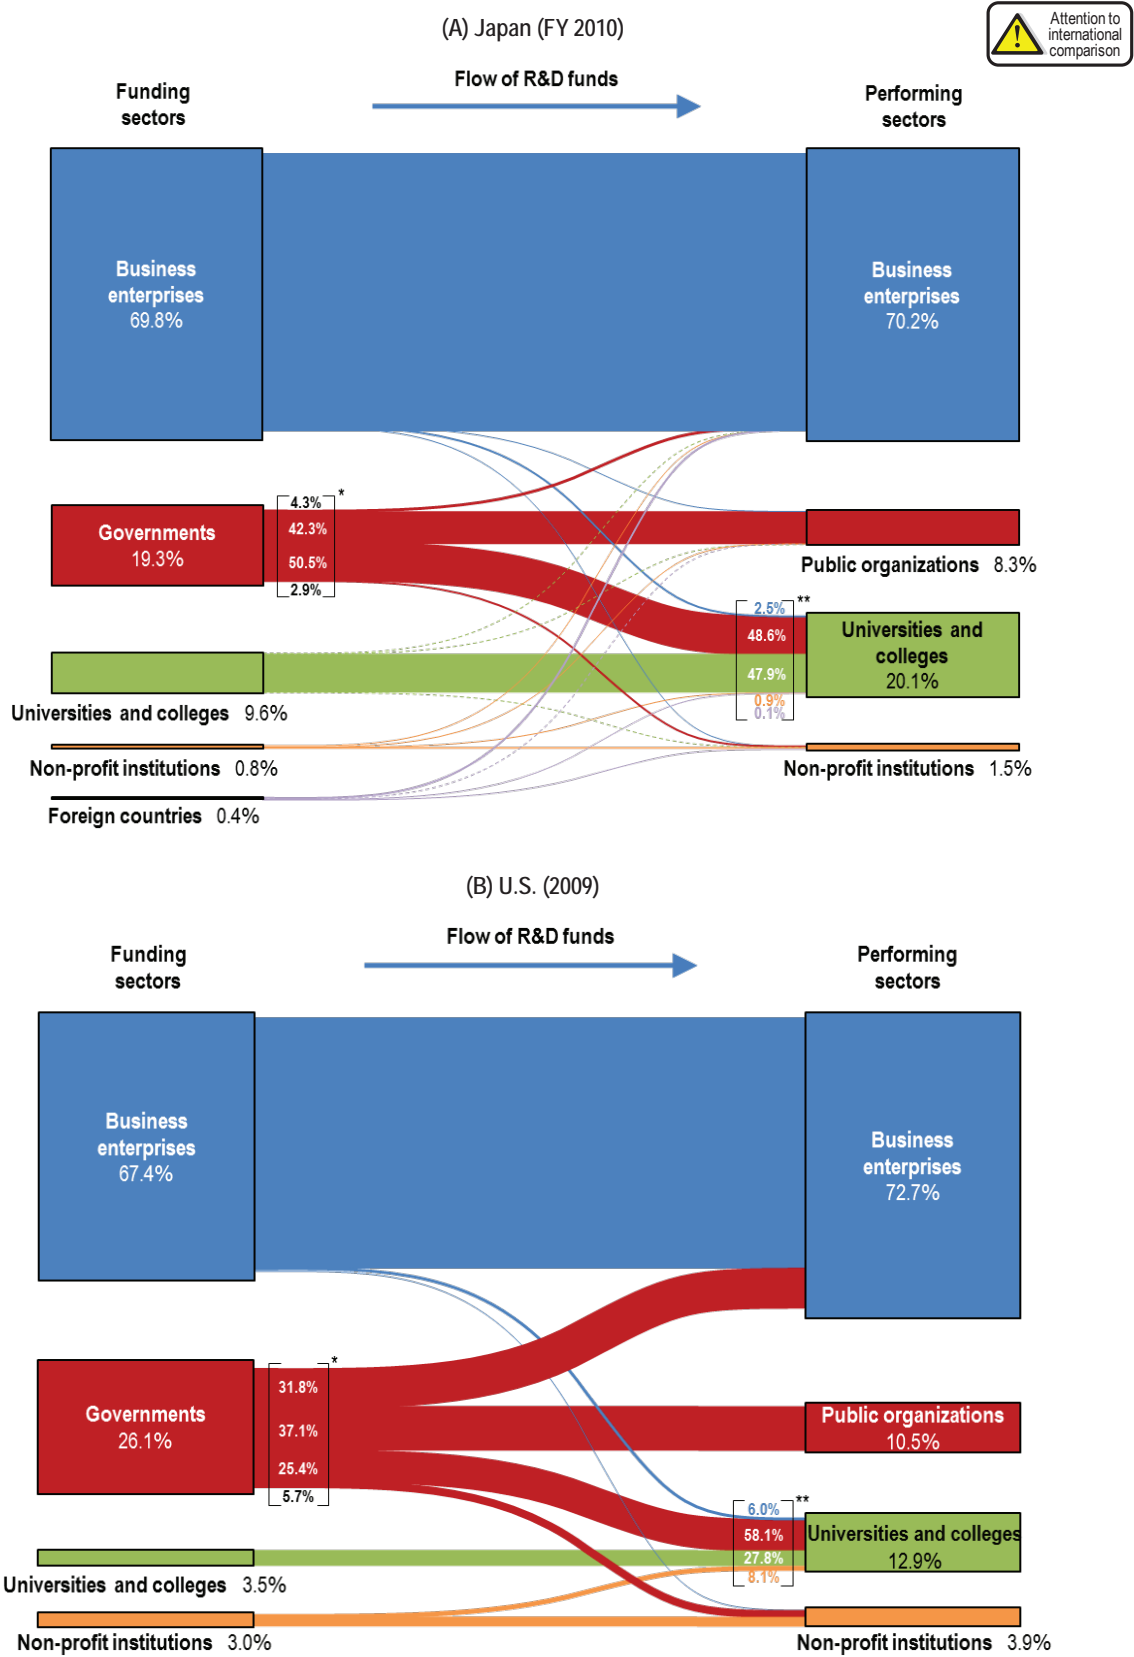 (A) Japan (FY 2010)
Attention to
international
comparison
Flow of R&D funds
Funding
sectors
Performing
sectors
Business
enterprises
69.8%
Business
enterprises
70.2%
4.3%
*
Governments
19.3%
42.3%
50.5%
2.9%
Public organizations 8.3%
2.5%
**
48.6%
47.9%
0.9%
0.1%
Universities and
colleges
20.1%
Universities and colleges 9.6%
Non-profit institutions 0.8%
Non-profit institutions 1.5%
Foreign countries 0.4%
(B) U.S. (2009)
Flow of R&D funds
Funding
sectors
Performing
sectors
Business
enterprises
67.4%
Business
enterprises
72.7%
*
31.8%
Governments
26.1%
37.1%
25.4%
5.7%
Public organizations
10.5%
6.0%
**
58.1%
27.8%
8.1%
Universities and colleges
12.9%
Universities and colleges 3.5%
Non-profit institutions 3.0%
Non-profit institutions 3.9%